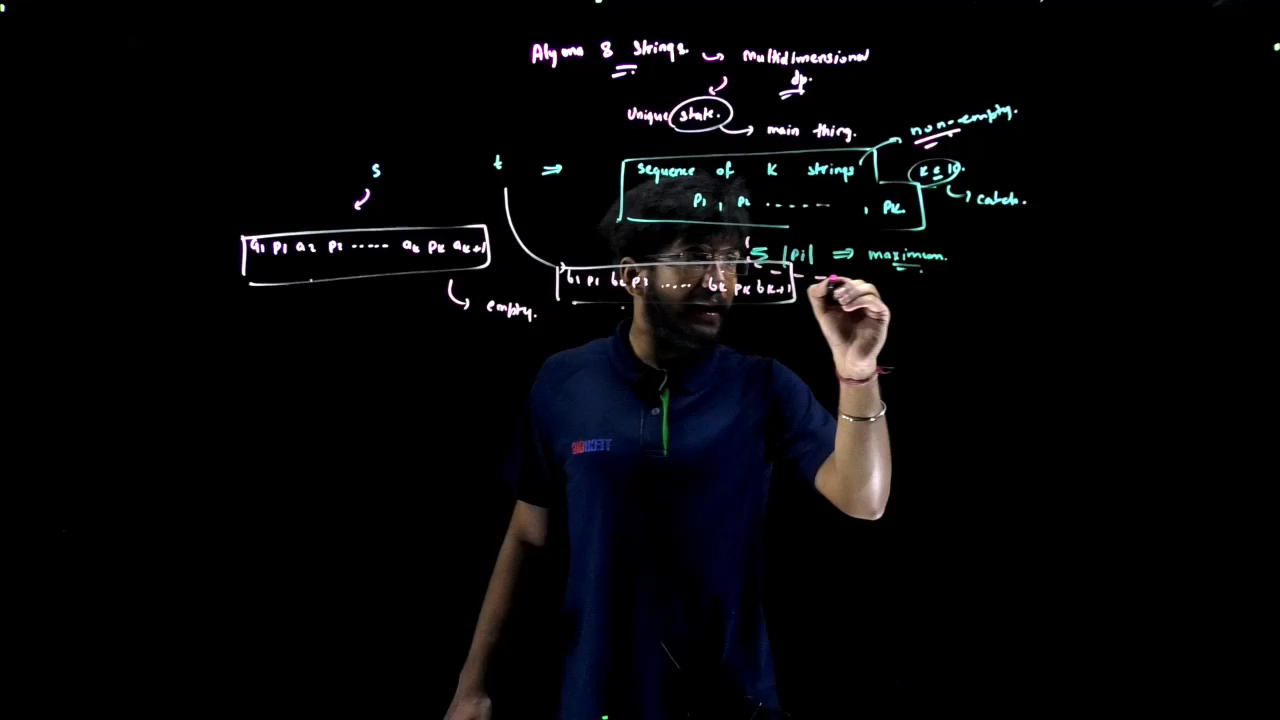 Alyona & Strings → multidimensional
dp.
Unique state.
→ main thing.
non-empty.
s
t ⇒ sequence of k strings
k ≤ 10.
p1, p2 ......, pk.
→ catch.
a1 p1 a2 p2 ..... ak pk ak+1
Σ |pi| ⇒ maximum.
b1 p1 b2 p2 ..... bk pk bk+1
→ empty.